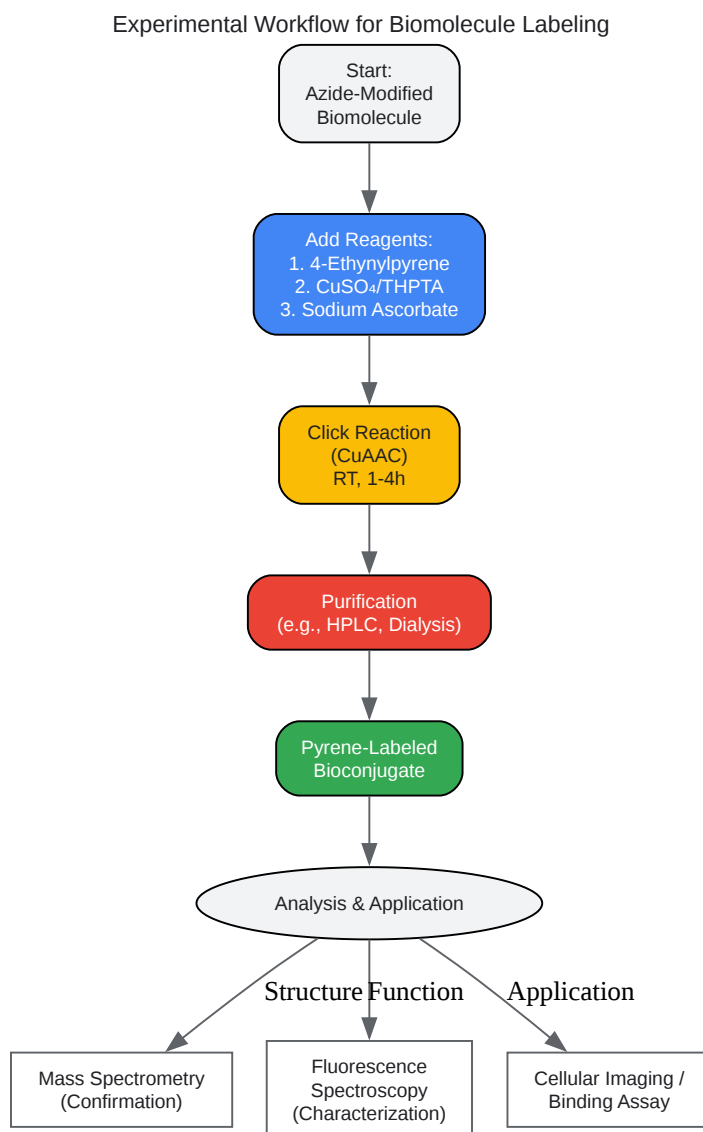 Experimental Workflow for Biomolecule Labeling
Start:
Azide-Modified
Biomolecule
Add Reagents:
1. 4-Ethynylpyrene
2. CuSO₄/THPTA
3. Sodium Ascorbate
Click Reaction
(CuAAC)
RT, 1-4h
Purification
(e.g., HPLC, Dialysis)
Pyrene-Labeled
Bioconjugate
Analysis & Application
Structure
Function
Application
Mass Spectrometry
(Confirmation)
Fluorescence
Spectroscopy
(Characterization)
Cellular Imaging /
Binding Assay